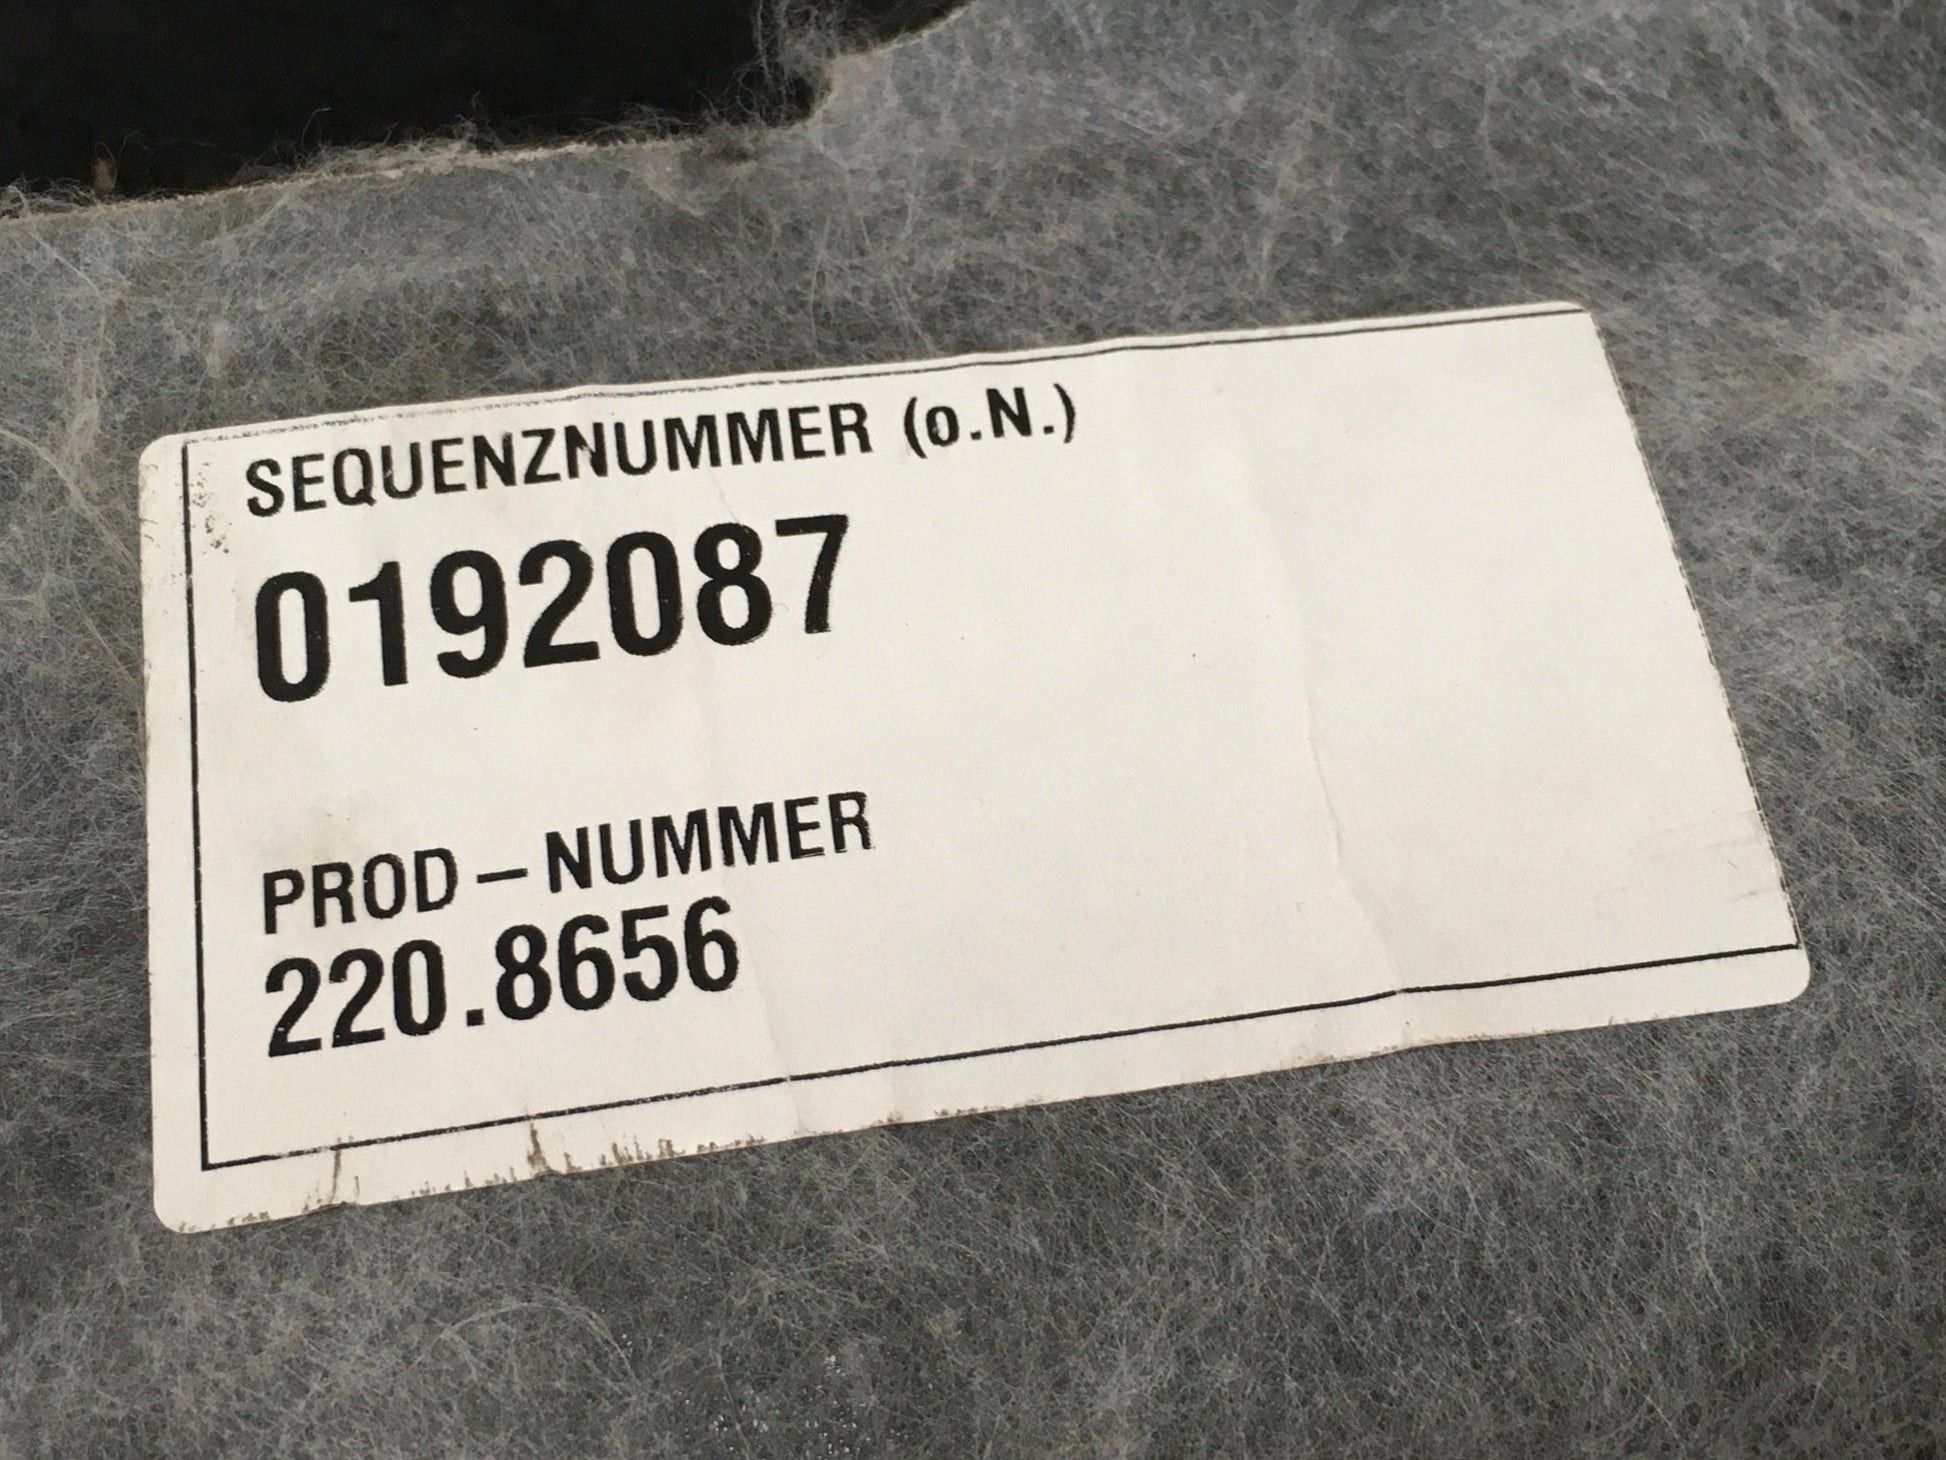 SEQUENZNUMMER (o.N.)
0192087
PROD – NUMMER
220.8656